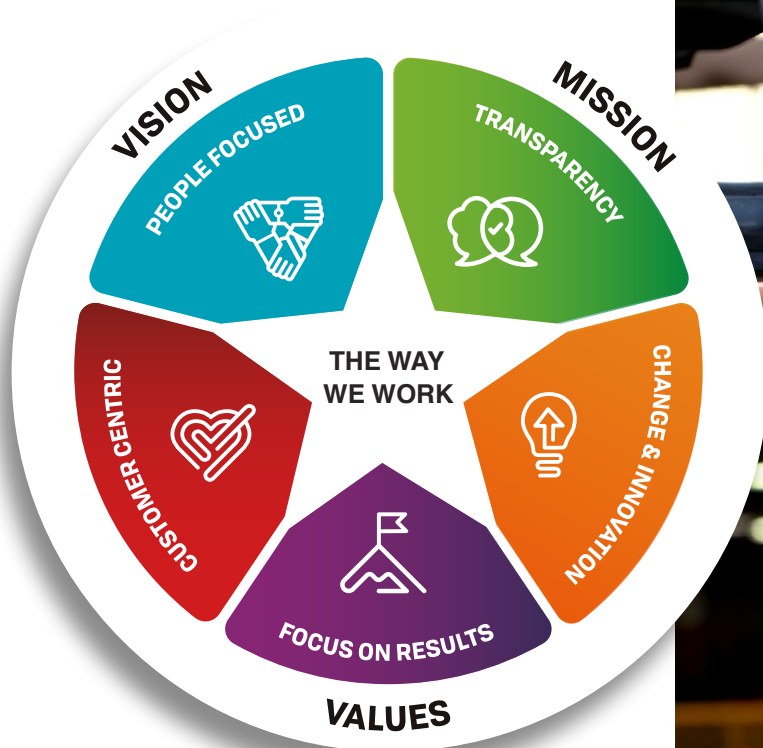 VISION
MISSION
PEOPLE FOCUSED
TRANSPARENCY
THE WAY
WE WORK
CUSTOMER CENTRIC
CHANGE & INNOVATION
FOCUS ON RESULTS
VALUES